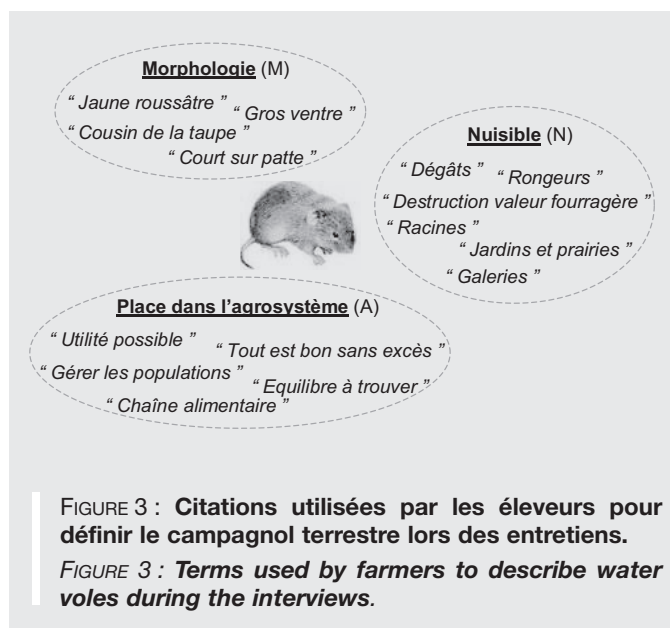 Morphologie (M)
“ Jaune roussâtre ”
“ Gros ventre ”
“ Cousin de la taupe ”
“ Court sur patte ”
Nuisible (N)
“ Dégâts ”
“ Rongeurs ”
“ Destruction valeur fourragère ”
“ Racines ”
“ Jardins et prairies ”
“ Galeries ”
Place dans l’agrosystème (A)
“ Utilité possible ”
“ Tout est bon sans excès ”
“ Gérer les populations ”
“ Equilibre à trouver ”
“ Chaîne alimentaire ”
FIGURE 3 : Citations utilisées par les éleveurs pour
définir le campagnol terrestre lors des entretiens.
FIGURE 3 : Terms used by farmers to describe water
voles during the interviews.